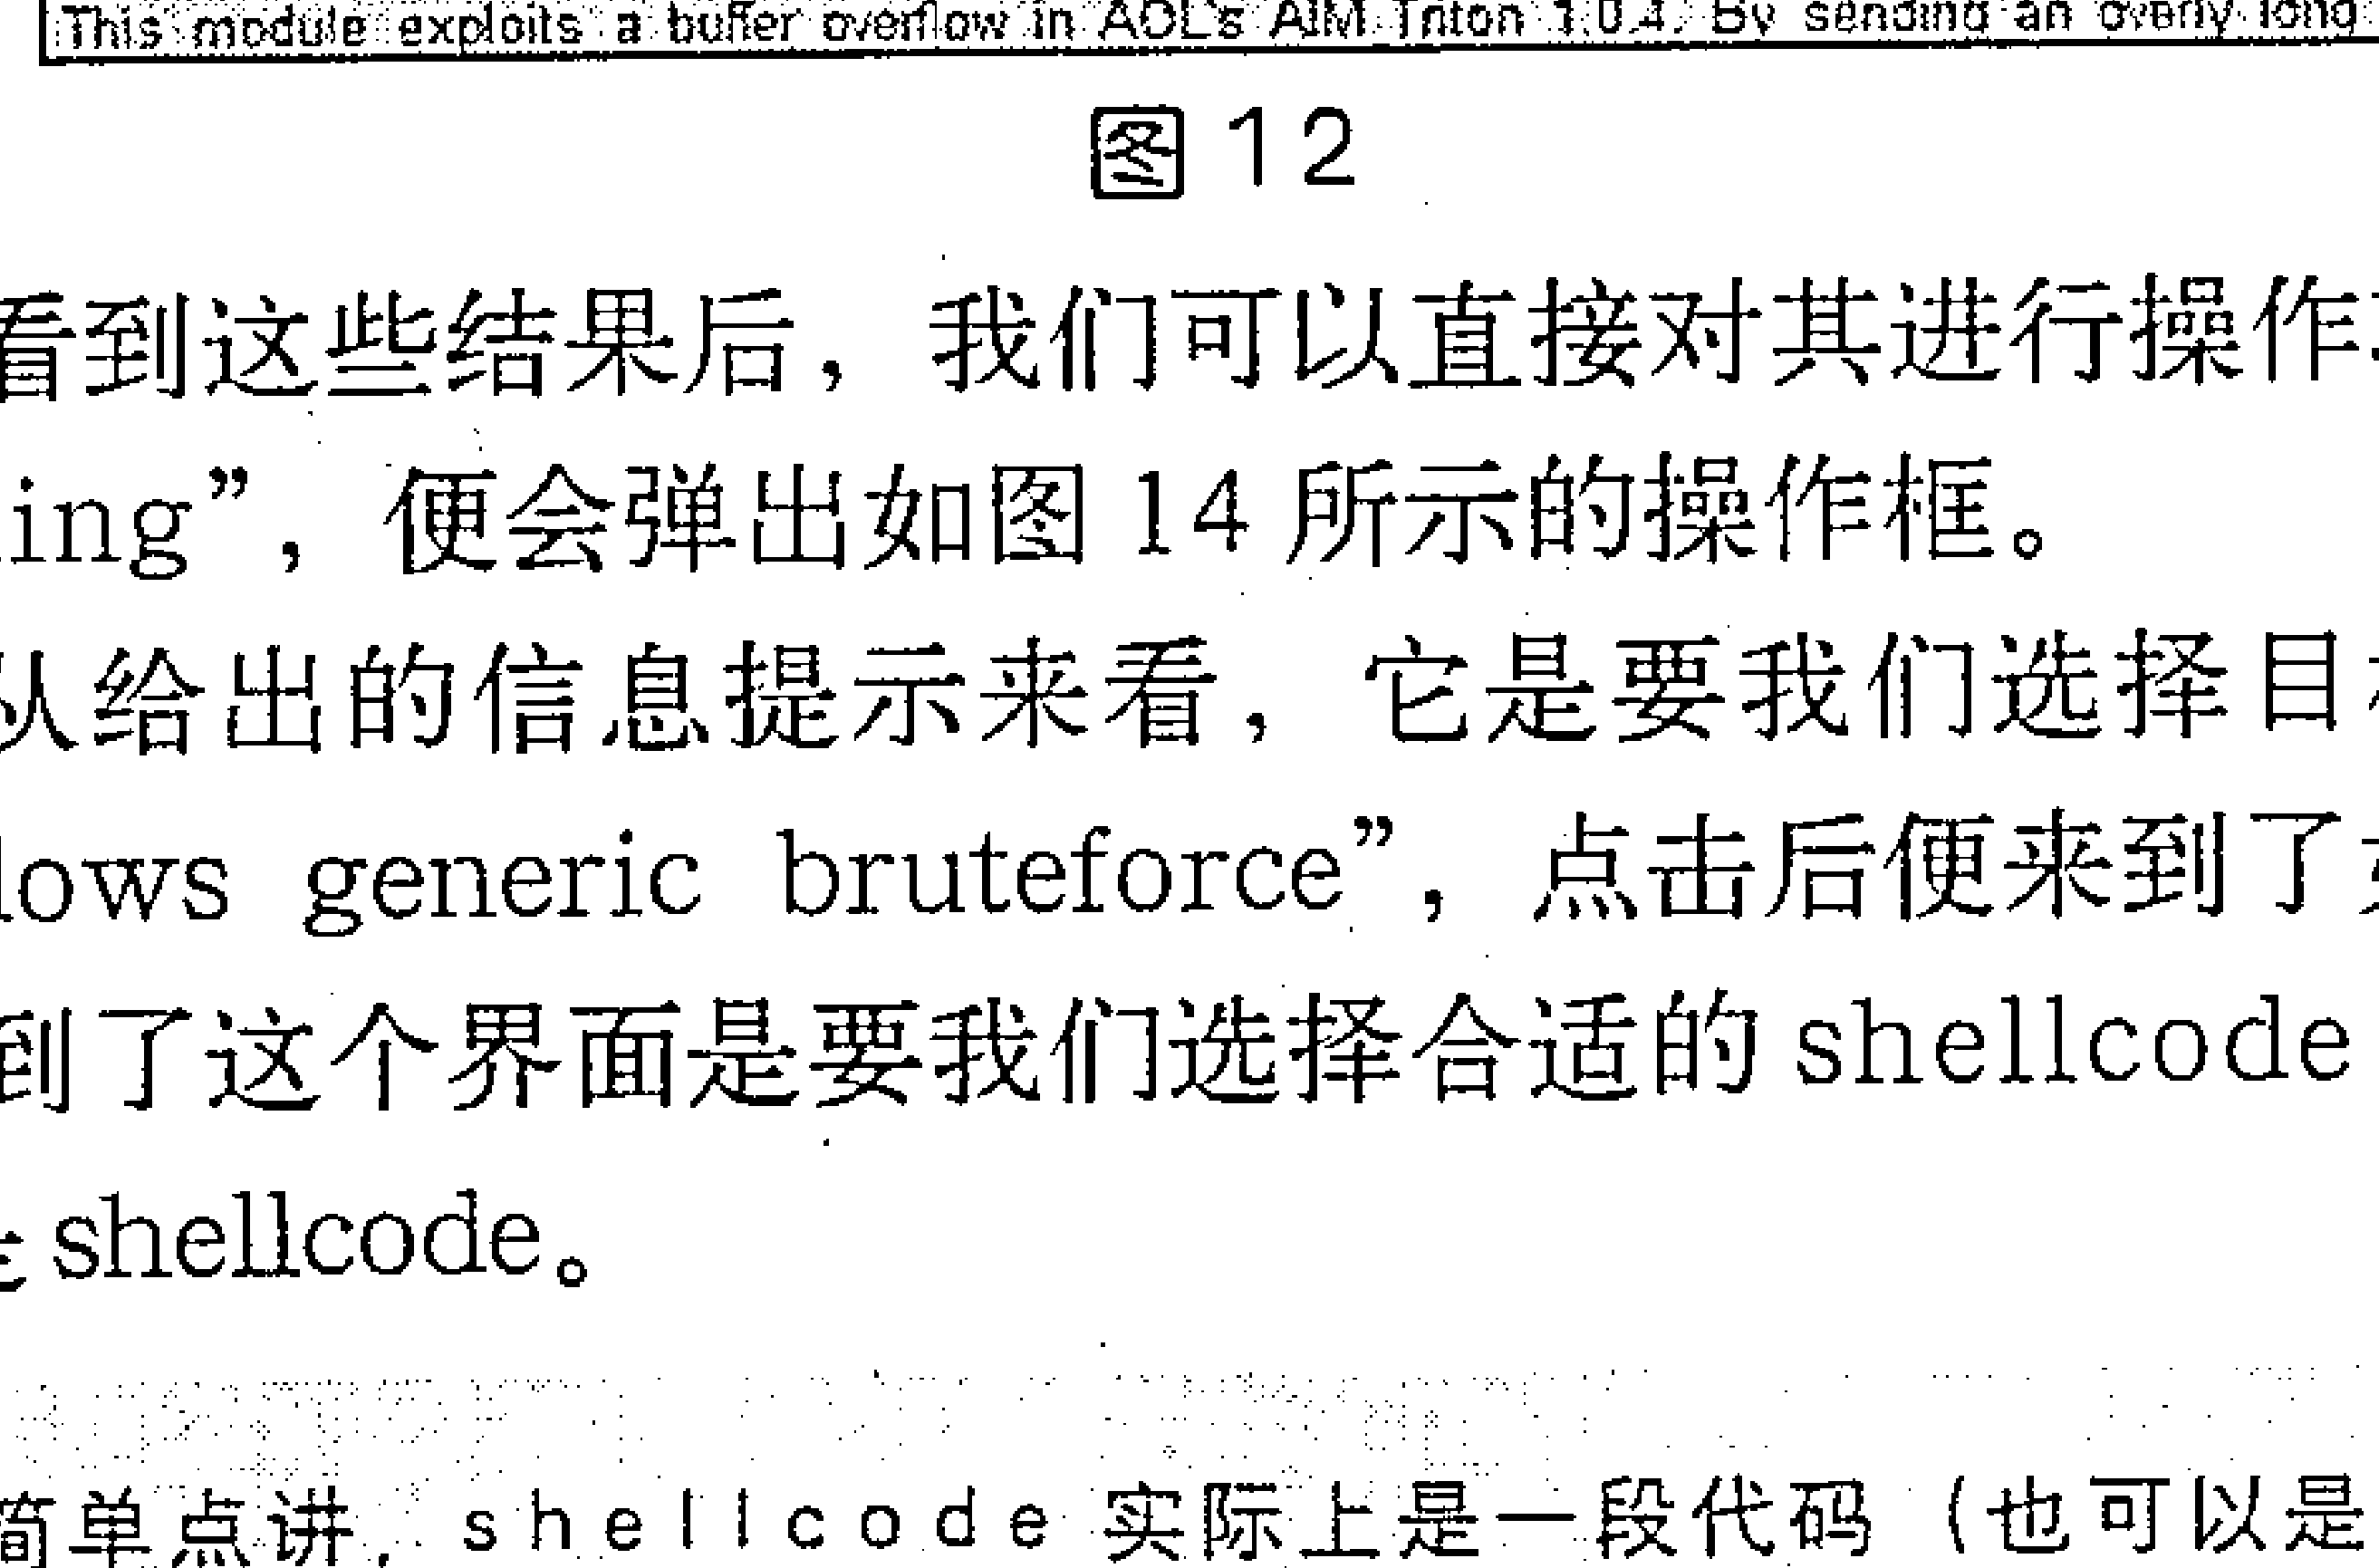 This module exploits a buffer overflow in AOL's AIM Triton 1.0.4. By sending an overly long
图12
看到这些结果后，我们可以直接对其进行操作
ing”，便会弹出如图 14 所示的操作框。
从给出的信息提示来看，它是要我们选择目
ows generic bruteforce”，点击后便来到了
到了这个界面是要我们选择合适的 shellcode
shellcode。
简单点讲，shellcode 实际上是一段代码（也可以是